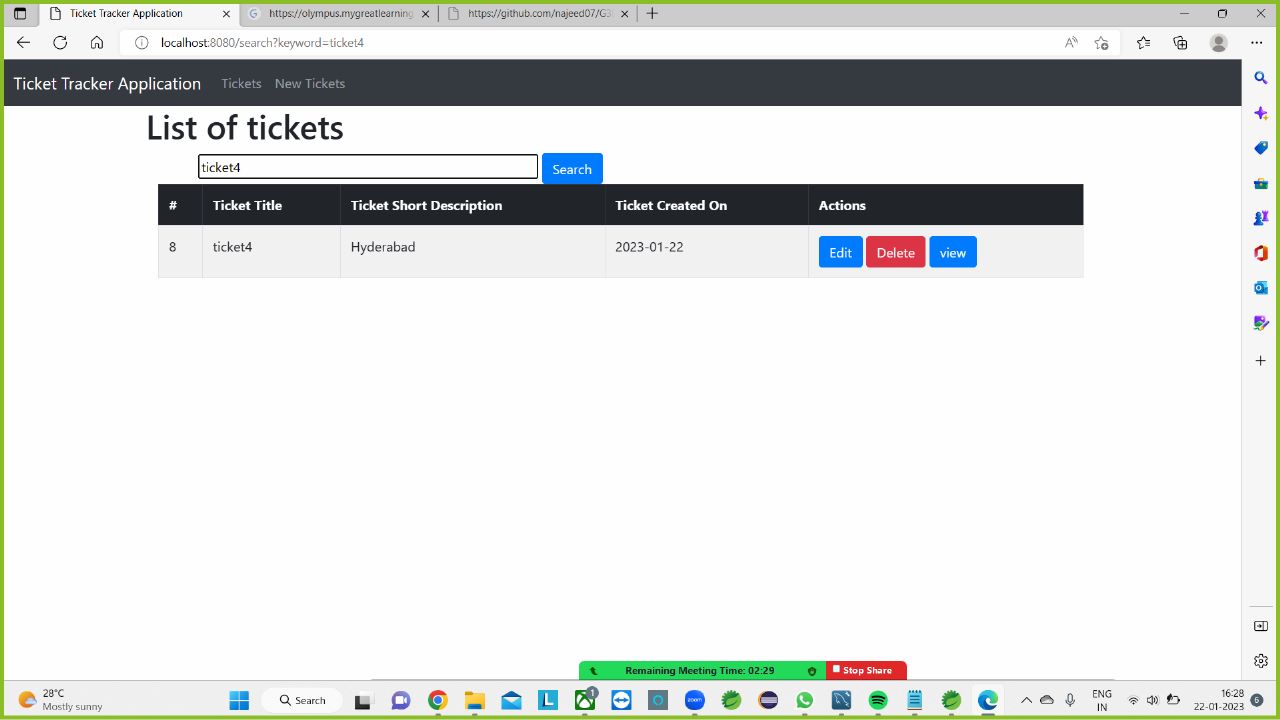 Ticket Tracker Application
https://olympus.mygreatlearning.
https://github.com/najeed07/G3
localhost:8080/search?keyword=ticket4
Ticket Tracker Application Tickets New Tickets
List of tickets
ticket4 Search
# Ticket Title Ticket Short Description Ticket Created On Actions
8 ticket4 Hyderabad 2023-01-22 Edit Delete view
Remaining Meeting Time: 02:29 Stop Share
28°C
Mostly sunny
Search
1
zoom
ENG
IN
16:28
22-01-2023
6